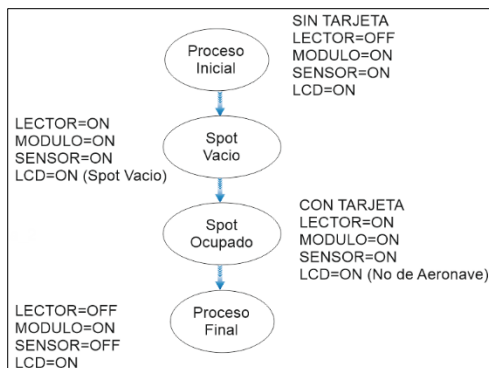 SIN TARJETA
LECTOR=OFF
MODULO=ON
SENSOR=ON
LCD=ON
Proceso
Inicial
LECTOR=ON
MODULO=ON
SENSOR=ON
LCD=ON (Spot Vacio)
Spot
Vacio
Spot
Ocupado
CON TARJETA
LECTOR=ON
MODULO=ON
SENSOR=ON
LCD=ON (No de Aeronave)
LECTOR=OFF
MODULO=ON
SENSOR=OFF
LCD=ON
Proceso
Final